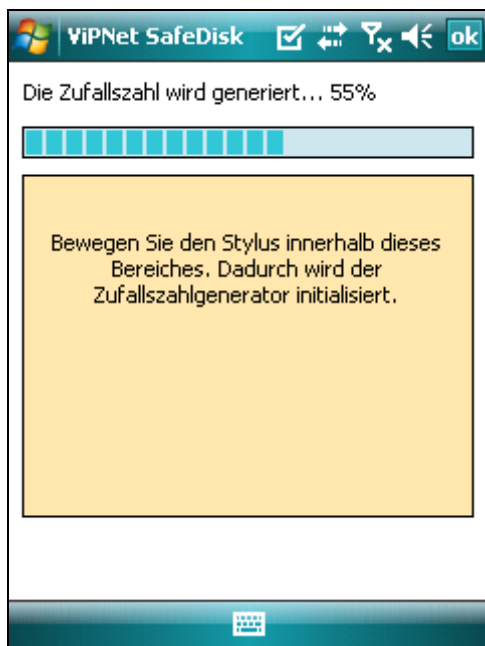 ViPNet SafeDisk ok
Die Zufallszahl wird generiert... 55%
Bewegen Sie den Stylus innerhalb dieses
Bereiches. Dadurch wird der
Zufallszahlgenerator initialisiert.